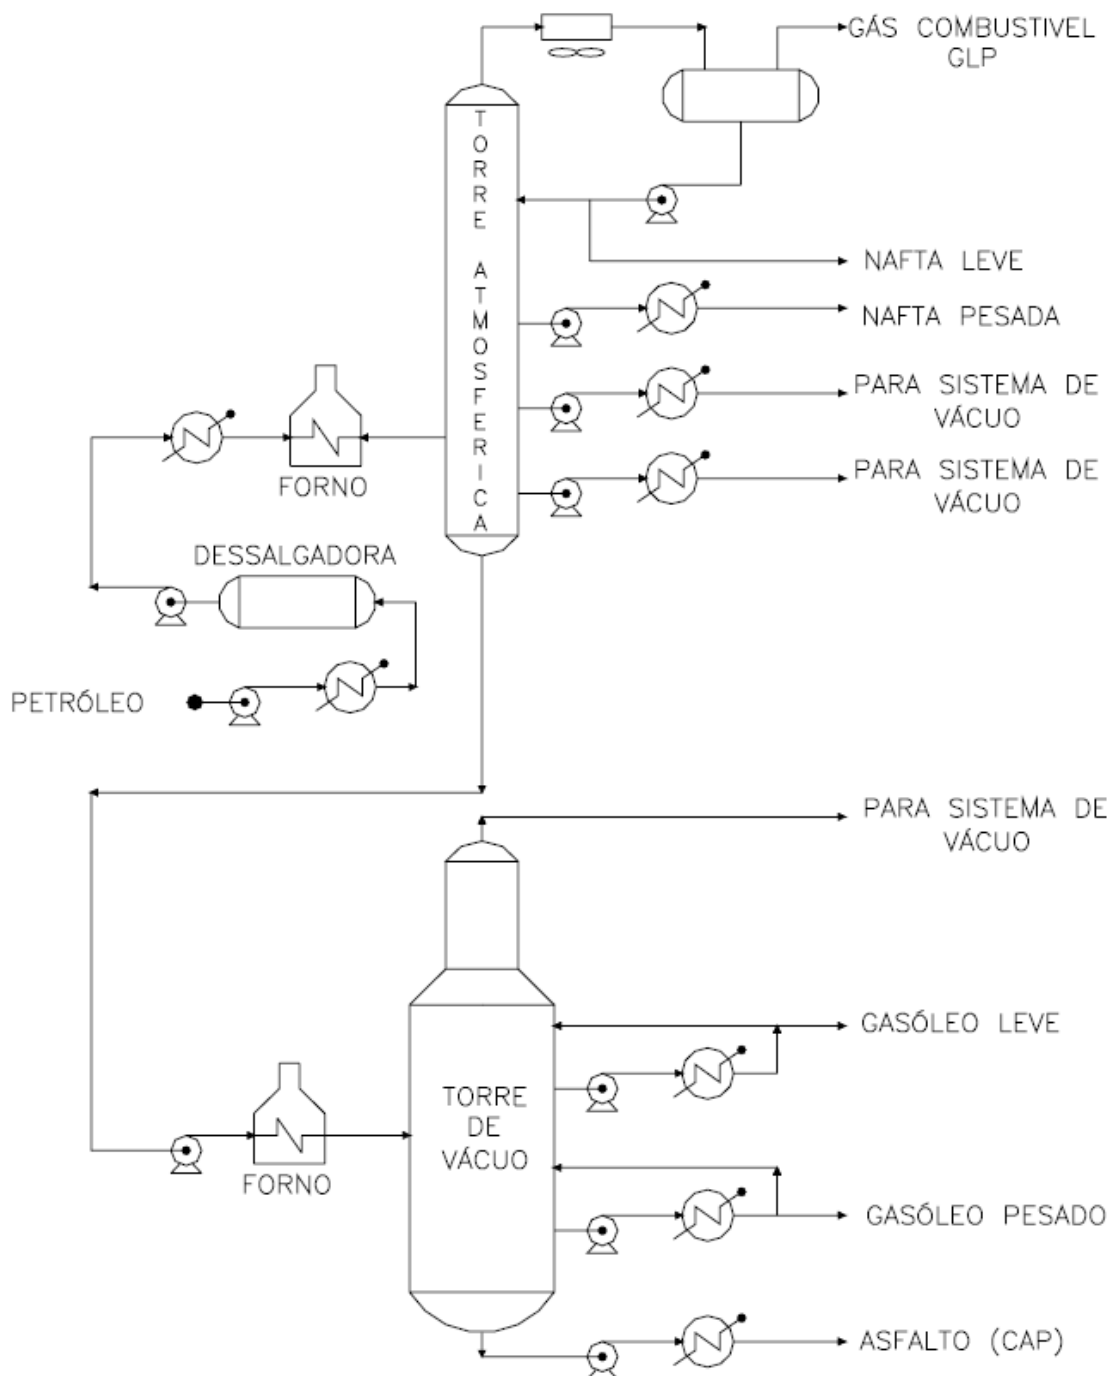 GÁS COMBUSTIVEL
GLP
TORRE ATMOSFERICA
NAFTA LEVE
NAFTA PESADA
PARA SISTEMA DE
VÁCUO
FORNO
PARA SISTEMA DE
VÁCUO
DESSALGADORA
PETRÓLEO
PARA SISTEMA DE
VÁCUO
GASÓLEO LEVE
TORRE
DE
VÁCUO
FORNO
GASÓLEO PESADO
ASFALTO (CAP)